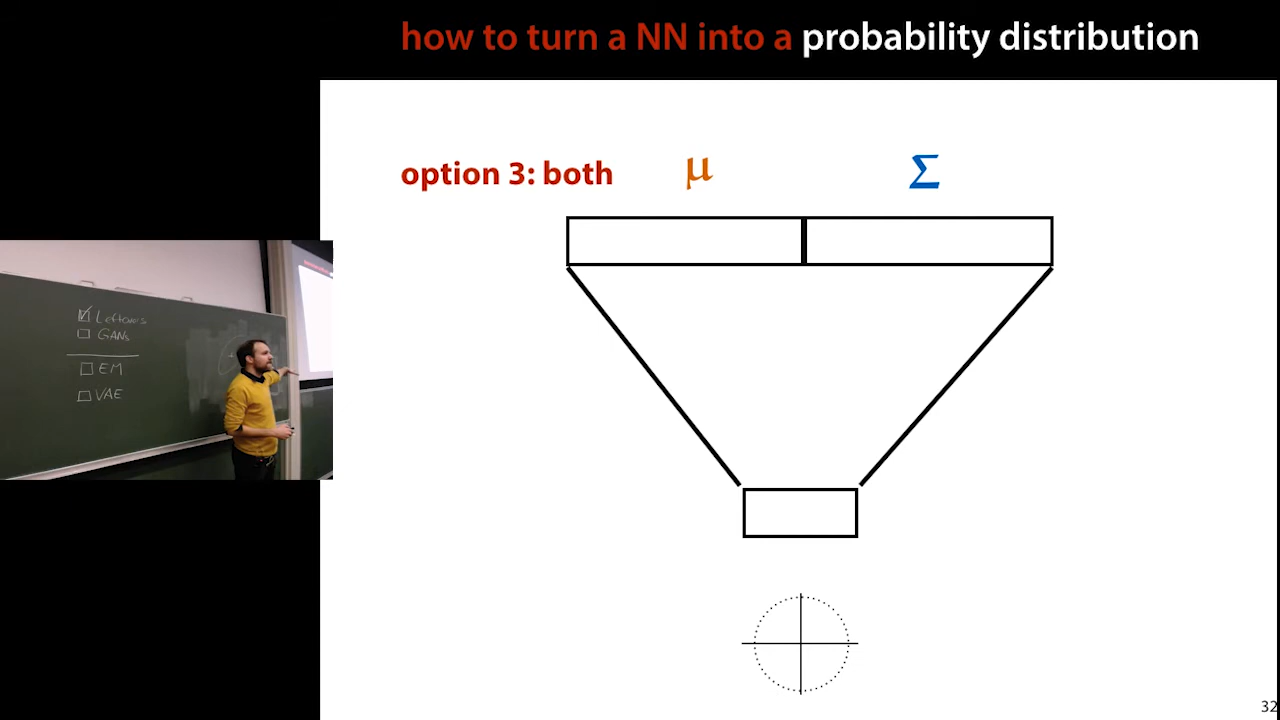 how to turn a NN into a probability distribution
option 3: both μ Σ
Leftovers
GANs
EM
VAE
32